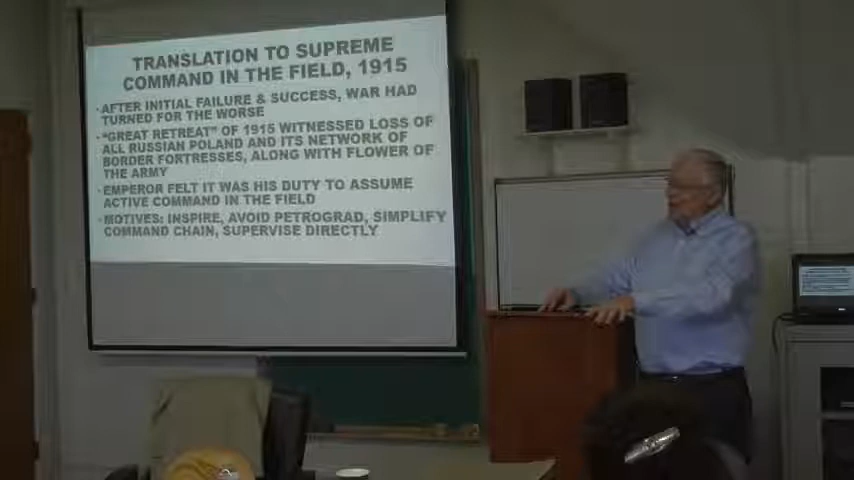 TRANSLATION TO SUPREME
COMMAND IN THE FIELD, 1915
•AFTER INITIAL FAILURE & SUCCESS, WAR HAD
TURNED FOR THE WORSE
•"GREAT RETREAT" OF 1915 WITNESSED LOSS OF
ALL RUSSIAN POLAND AND ITS NETWORK OF
BORDER FORTRESSES, ALONG WITH FLOWER OF
THE ARMY
•EMPEROR FELT IT WAS HIS DUTY TO ASSUME
ACTIVE COMMAND IN THE FIELD
•MOTIVES: INSPIRE, AVOID PETROGRAD, SIMPLIFY
COMMAND CHAIN, SUPERVISE DIRECTLY